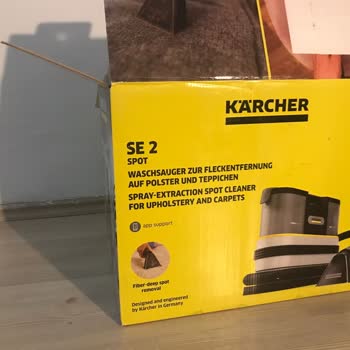 KÄRCHER
SE 2
SPOT
WASCHSAUGER ZUR FLECKENTFERNUNG
AUF POLSTER UND TEPPICHEN
SPRAY-EXTRACTION SPOT CLEANER
FOR UPHOLSTERY AND CARPETS
app support
Fiber-deep spot
removal
Designed and engineered
by Kärcher in Germany